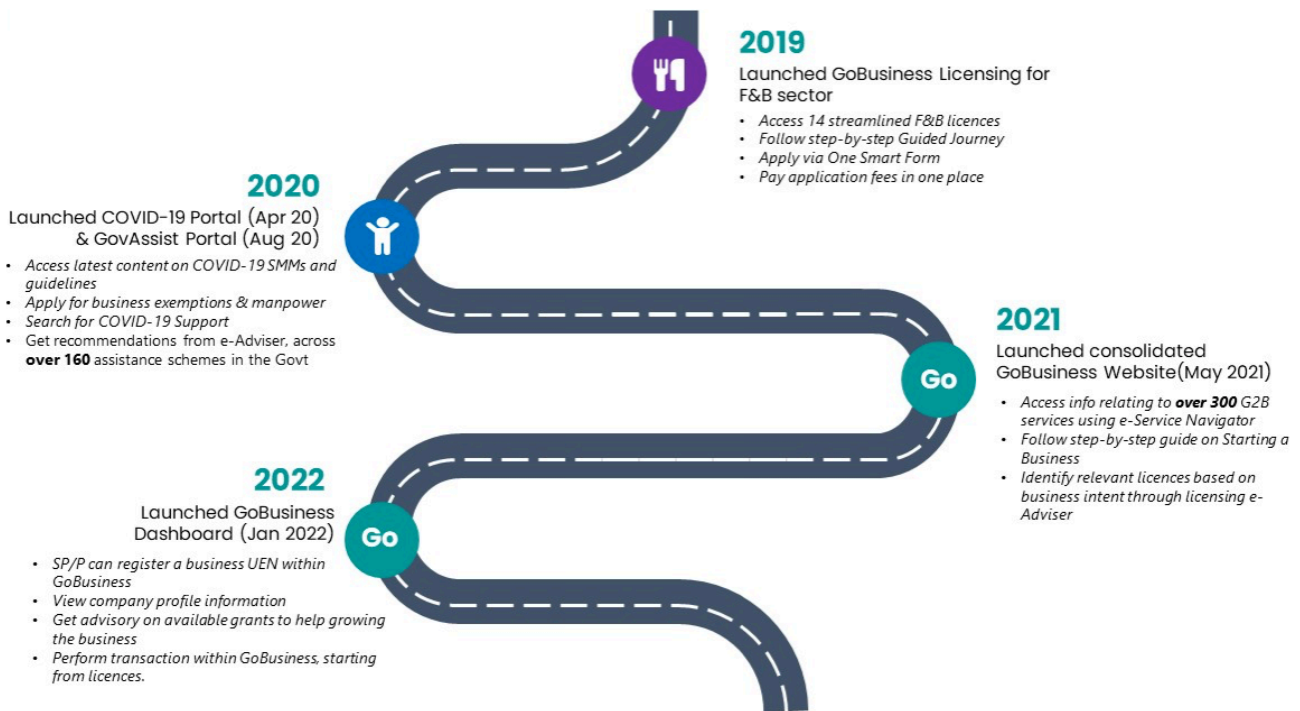 2019
Launched GoBusiness Licensing for
F&B sector
• Access 14 streamlined F&B licences
• Follow step-by-step Guided Journey
• Apply via One Smart Form
• Pay application fees in one place
2020
Launched COVID-19 Portal (Apr 20)
& GovAssist Portal (Aug 20)
• Access latest content on COVID-19 SMMs and
guidelines
• Apply for business exemptions & manpower
• Search for COVID-19 Support
• Get recommendations from e-Adviser, across
over 160 assistance schemes in the Govt
2021
Launched consolidated
GoBusiness Website(May 2021)
Go
• Access info relating to over 300 G2B
services using e-Service Navigator
• Follow step-by-step guide on Starting a
Business
• Identify relevant licences based on
business intent through licensing e-
Adviser
2022
Launched GoBusiness
Dashboard (Jan 2022)
Go
• SP/P can register a business UEN within
GoBusiness
• View company profile information
• Get advisory on available grants to help growing
the business
• Perform transaction within GoBusiness, starting
from licences.